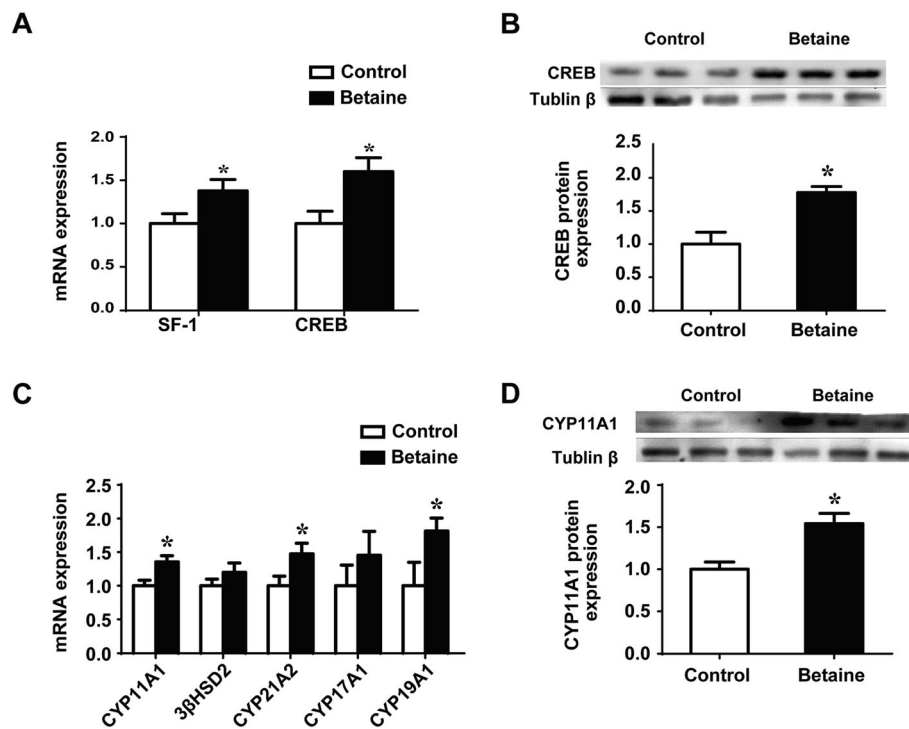 A
Control
Betaine
mRNA expression
2.0
1.5
1.0
0.5
0.0
*
*
SF-1
CREB
B
Control Betaine
CREB
Tublin β
CREB protein
expression
2.5
2.0
1.5
1.0
0.5
0.0
*
Control Betaine
C
Control
Betaine
mRNA expression
2.5
2.0
1.5
1.0
0.5
0.0
*
*
*
CYP11A1
3βHSD2
CYP21A2
CYP17A1
CYP19A1
D
Control Betaine
CYP11A1
Tublin β
CYP11A1 protein
expression
2.0
1.5
1.0
0.5
0.0
*
Control Betaine